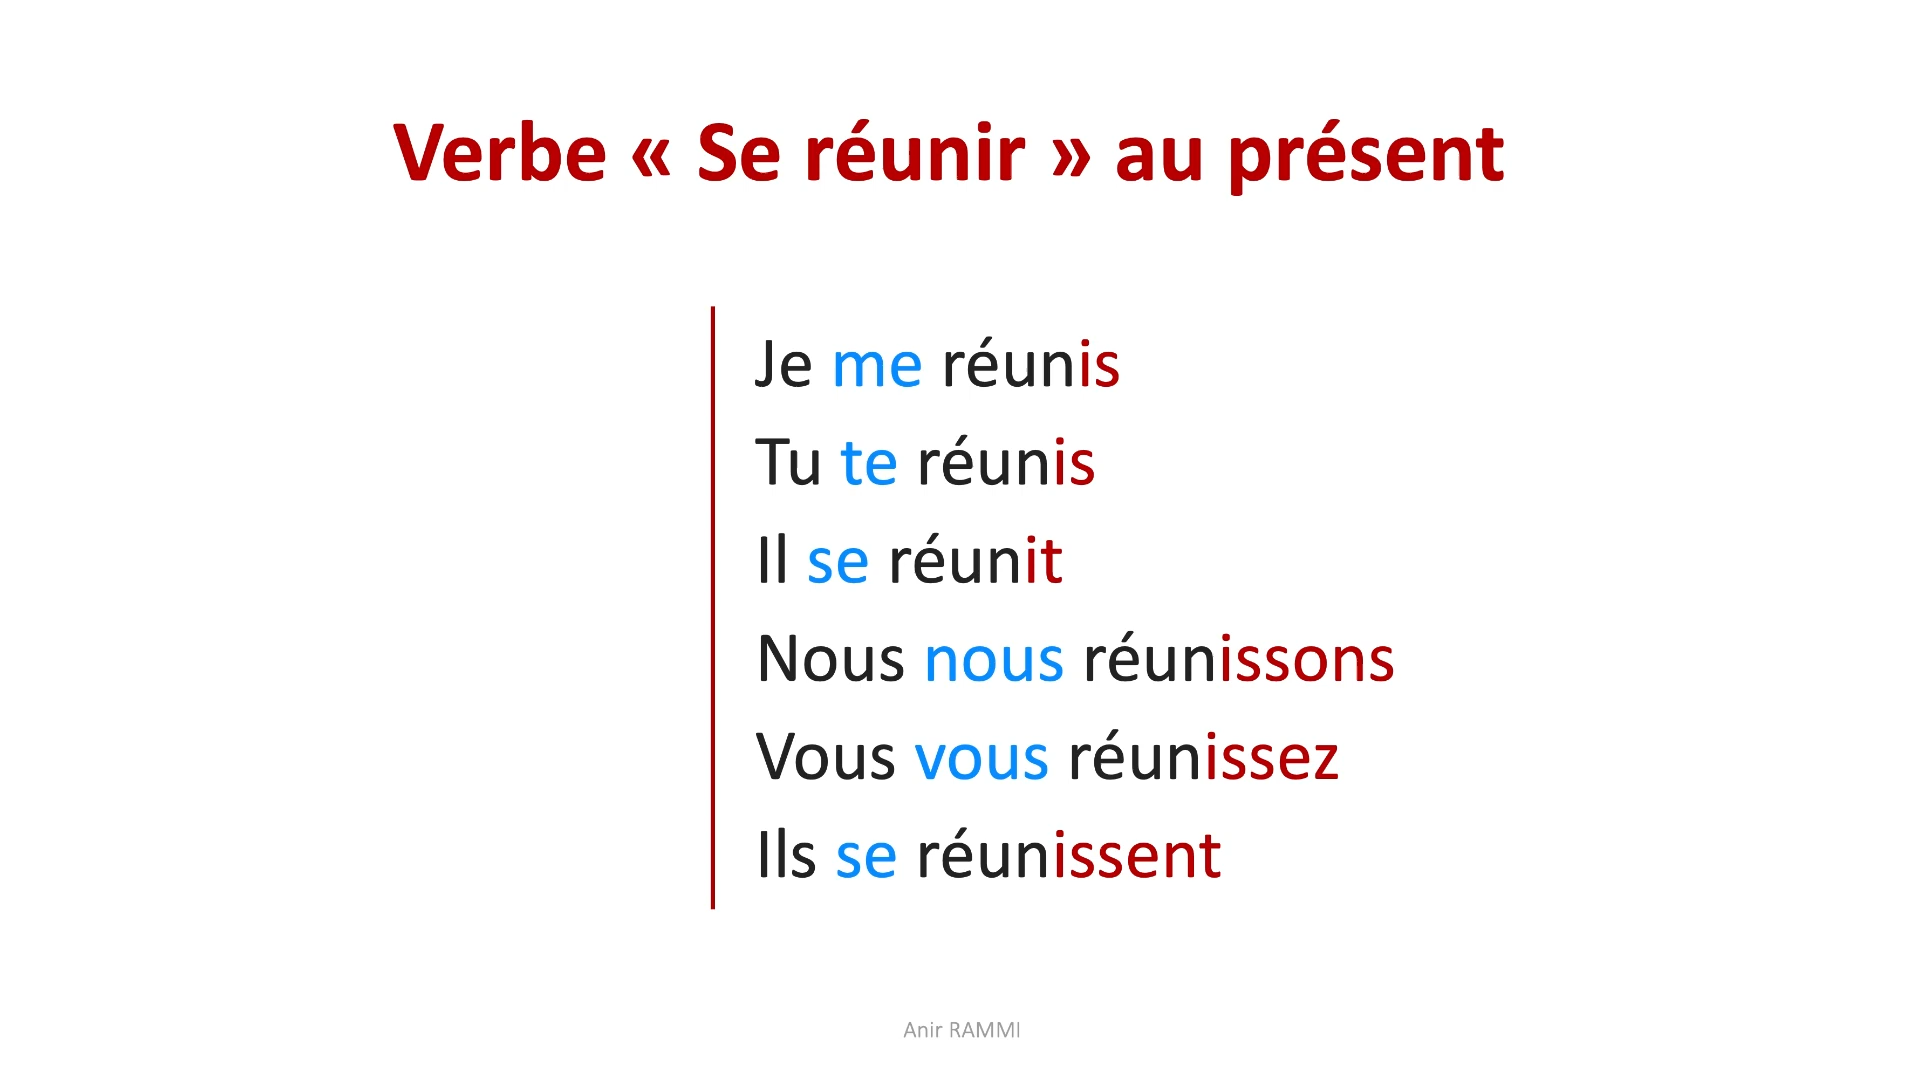 Verbe « Se réunir » au présent
Je me réunis
Tu te réunis
Il se réunit
Nous nous réunissons
Vous vous réunissez
Ils se réunissent
Anir RAMMI